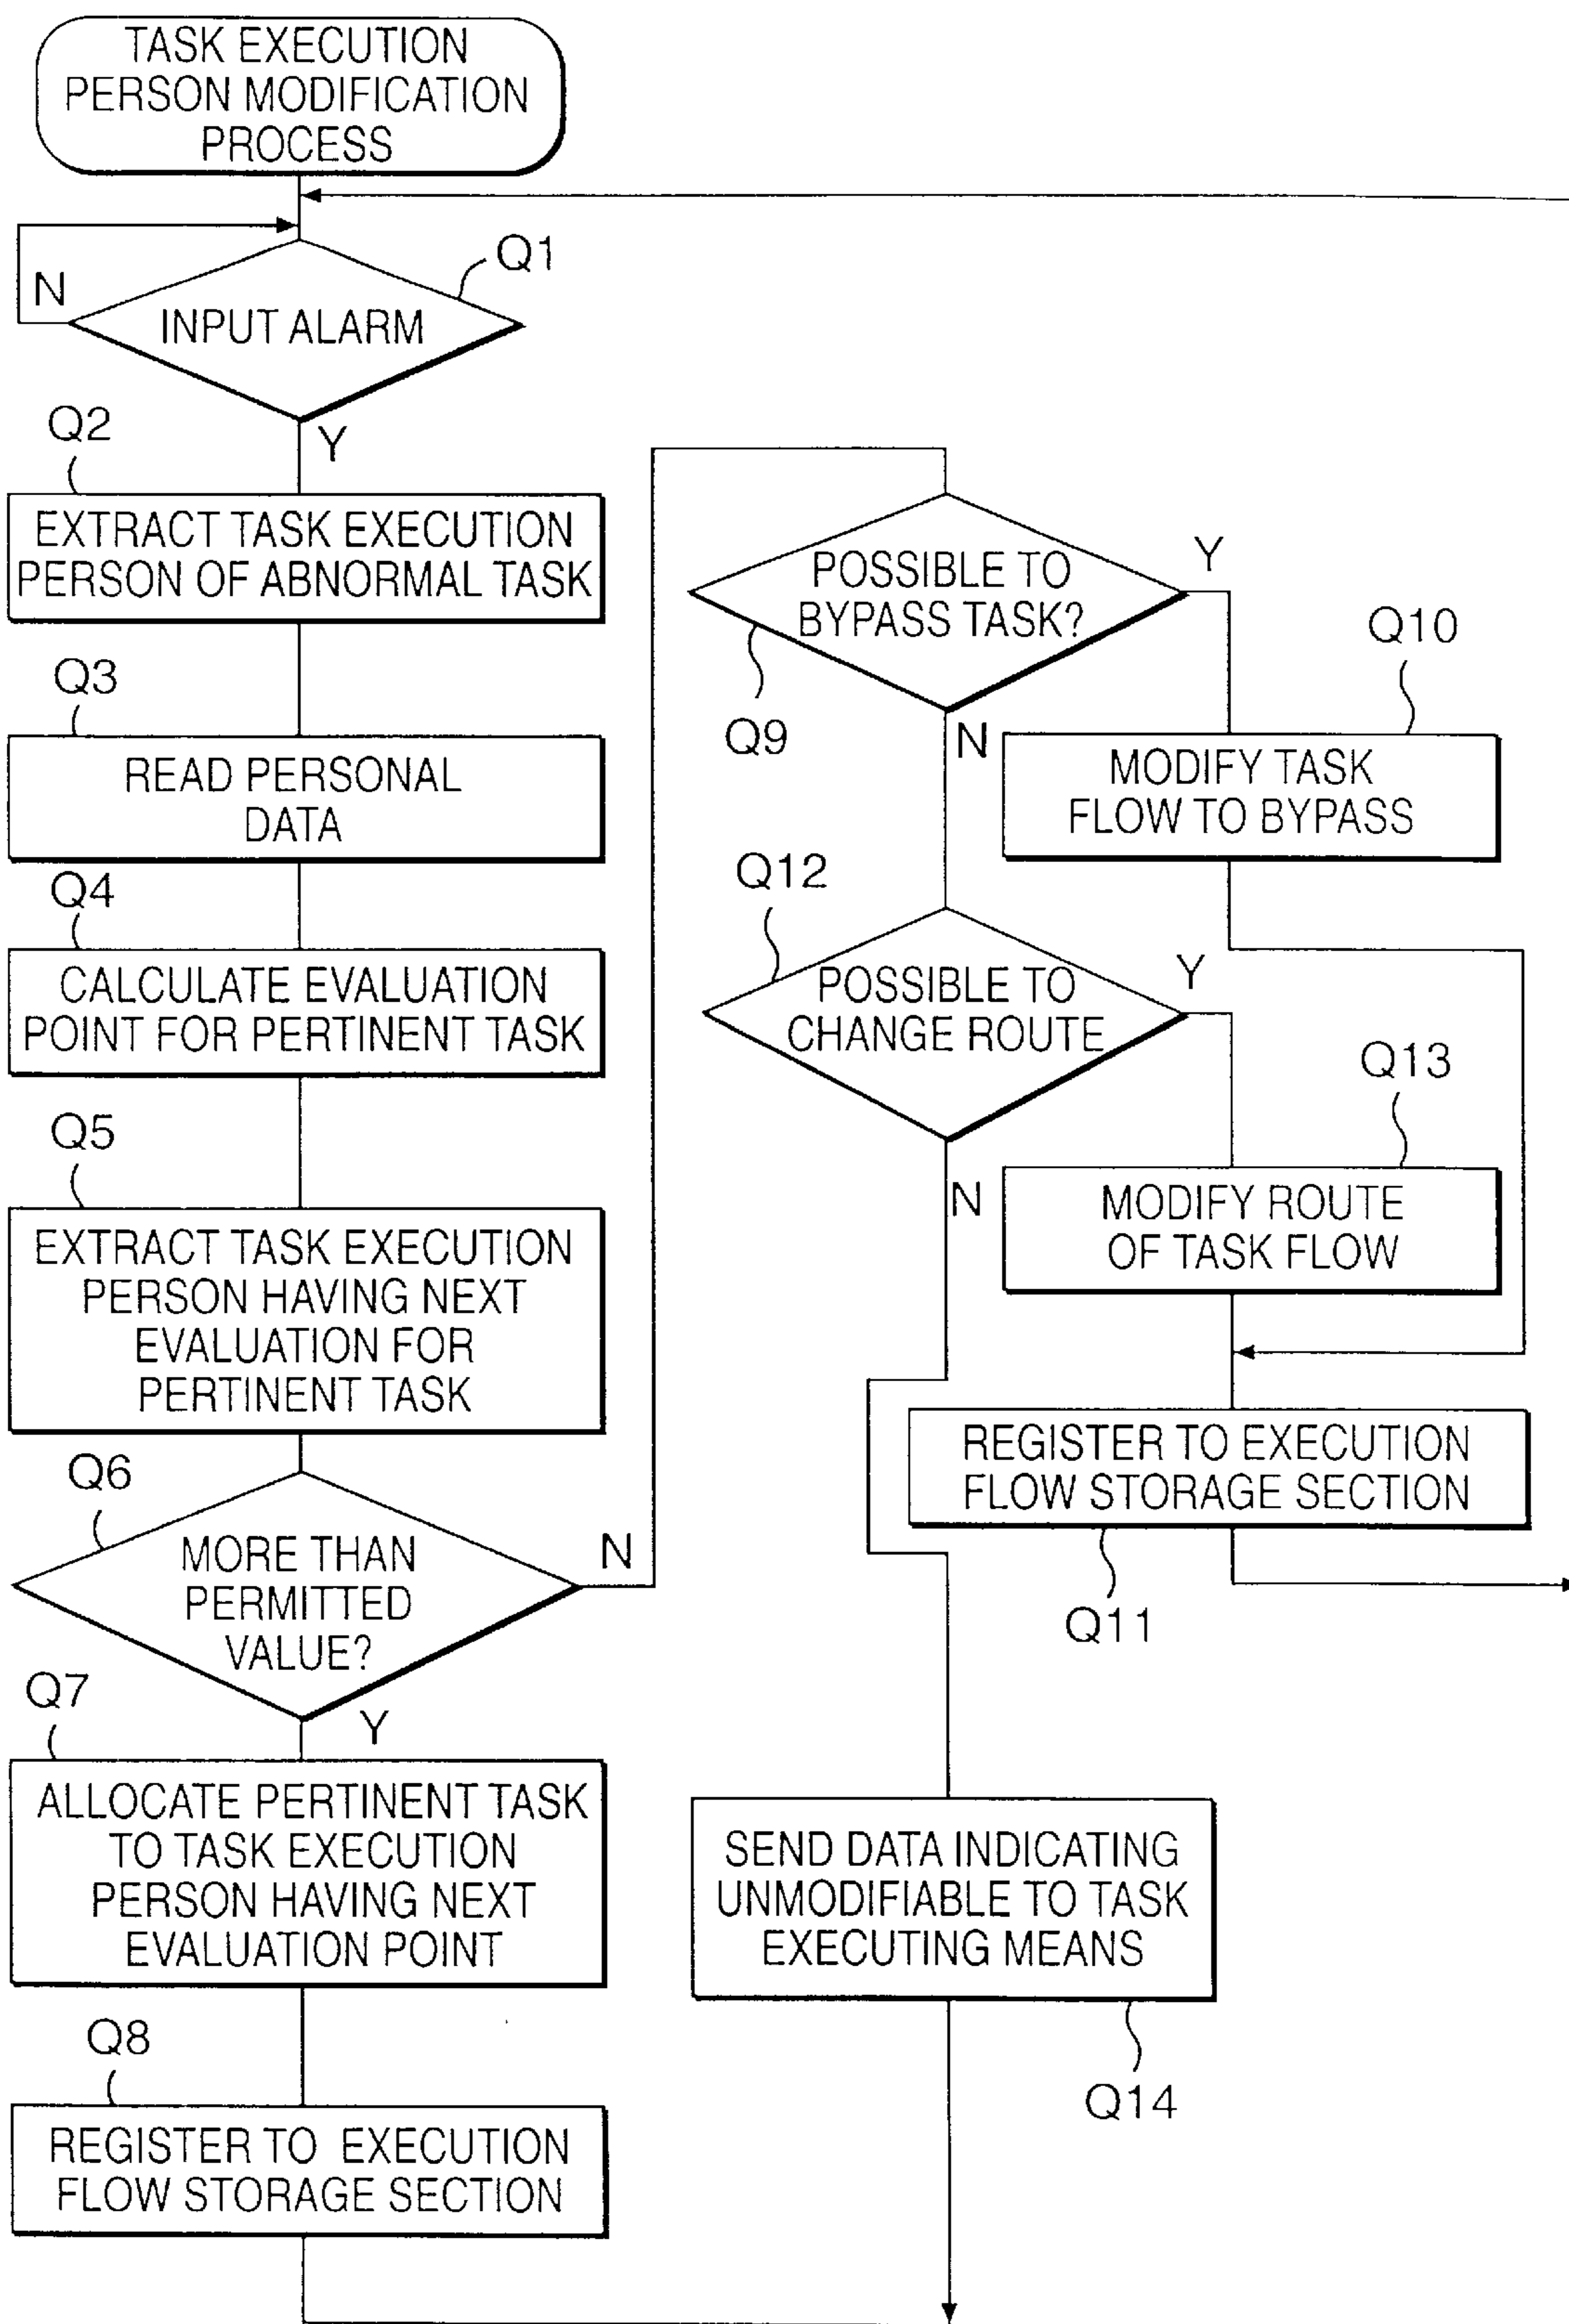 TASK EXECUTION
PERSON MODIFICATION
PROCESS
Q1
N
INPUT ALARM
Y
Q2
EXTRACT TASK EXECUTION
PERSON OF ABNORMAL TASK
Q3
READ PERSONAL
DATA
Q4
CALCULATE EVALUATION
POINT FOR PERTINENT TASK
Q5
EXTRACT TASK EXECUTION
PERSON HAVING NEXT
EVALUATION FOR
PERTINENT TASK
Q6
MORE THAN
PERMITTED
VALUE?
N
Y
Q7
ALLOCATE PERTINENT TASK
TO TASK EXECUTION
PERSON HAVING NEXT
EVALUATION POINT
Q8
REGISTER TO EXECUTION
FLOW STORAGE SECTION
POSSIBLE TO
BYPASS TASK?
Y
Q9
N
Q10
MODIFY TASK
FLOW TO BYPASS
Q12
POSSIBLE TO
CHANGE ROUTE
Y
N
Q13
MODIFY ROUTE
OF TASK FLOW
REGISTER TO EXECUTION
FLOW STORAGE SECTION
Q11
SEND DATA INDICATING
UNMODIFIABLE TO TASK
EXECUTING MEANS
Q14